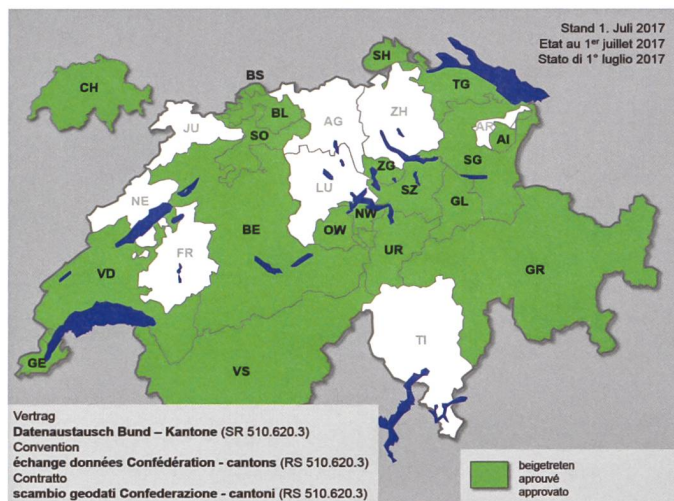 Stand 1. Juli 2017
Etat au 1er juillet 2017
Stato di 1° luglio 2017
CH
SH
BS
TG
BL
AG
ZH
JU
SO
AR
AI
SG
ZG
LU
SZ
NE
GL
NW
BE
OW
FR
UR
VD
GR
TI
GE
VS
Vertrag
Datenaustausch Bund – Kantone (SR 510.620.3)
Convention
échange données Confédération - cantons (RS 510.620.3)
Contratto
scambio geodati Confederazione - cantoni (RS 510.620.3)
beigetreten
aprouvé
approvato